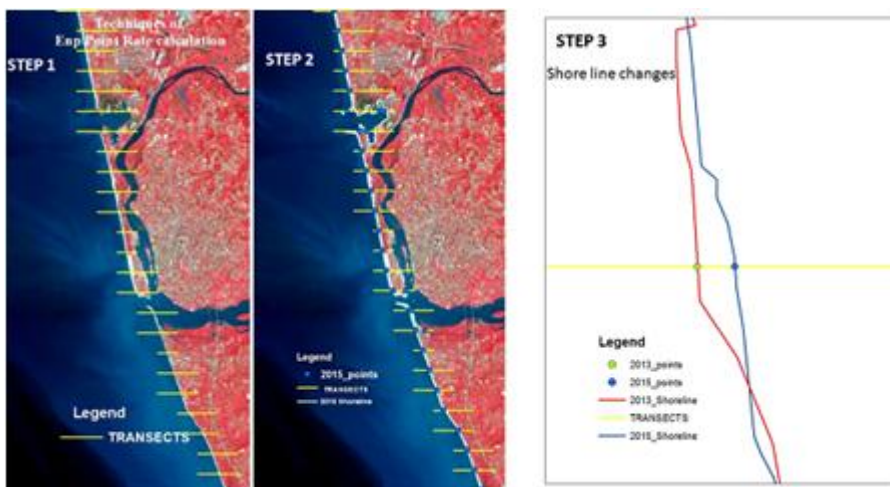 Techniques of
Enp Point Rate calculation
STEP 1
Legend
TRANSECTS
STEP 2
Legend
2015_points
TRANSECTS
2015 Shoreline
STEP 3
Shore line changes
Legend
2013_points
2015_points
2013_Shoreline
TRANSECTS
2015_Shoreline